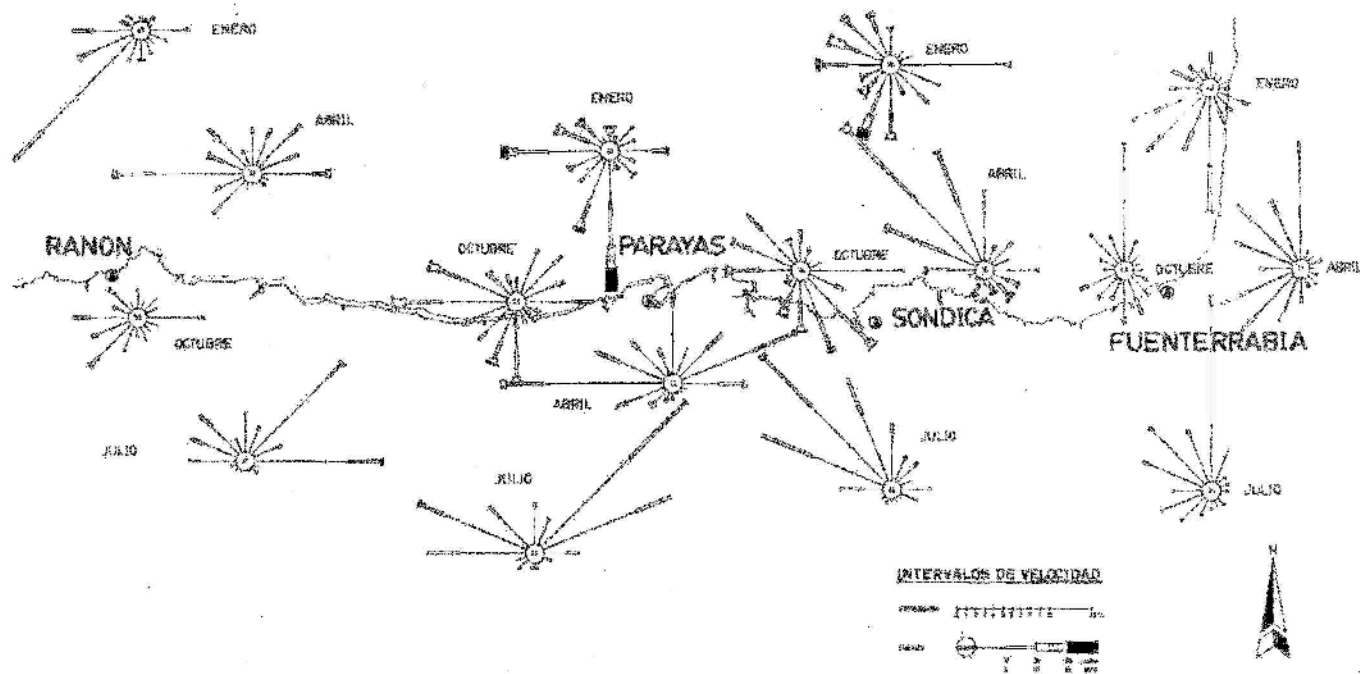 ENERO
ABRIL
RANON
OCTUBRE
JULIO
ENERO
OCTUBRE
PARAYAS
ABRIL
JULIO
ENERO
ABRIL
OCTUBRE
SONDICA
JULIO
ENERO
OCTUBRE
ABRIL
FUENTERRABIA
JULIO
INTERVALOS DE VELOCIDAD
N